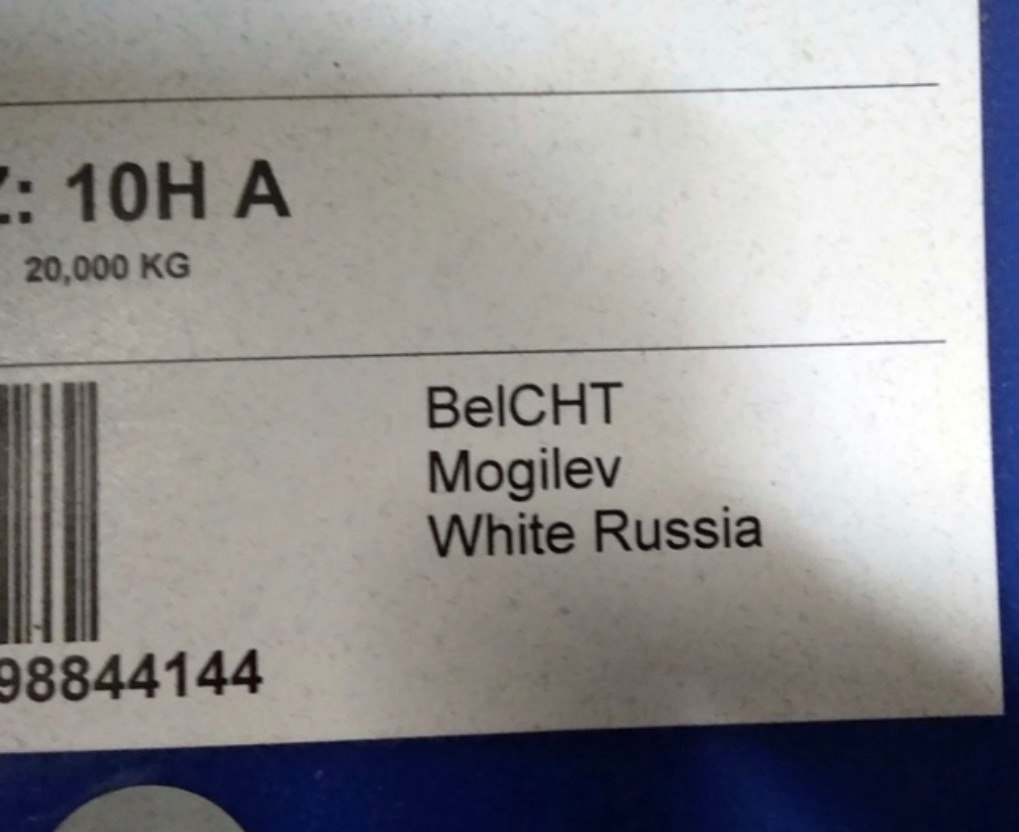 : 10H A
20,000 KG
BelCHT
Mogilev
White Russia
98844144